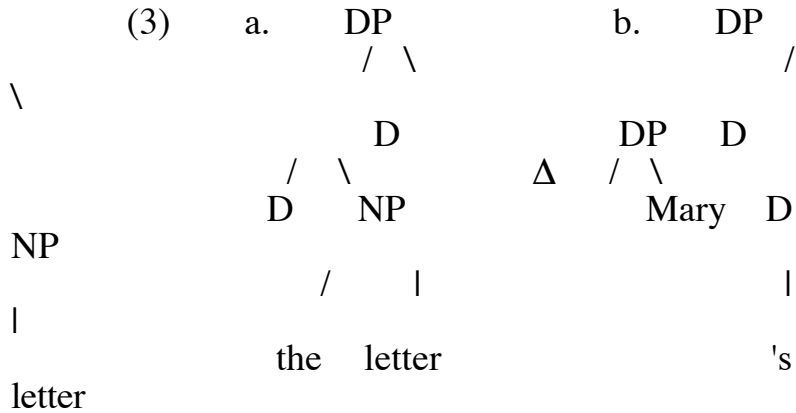 (3) a. DP b. DP
/ \ /
\
D DP D
/ \ Δ / \
D NP Mary D
NP
/ | |
|
the letter 's
letter